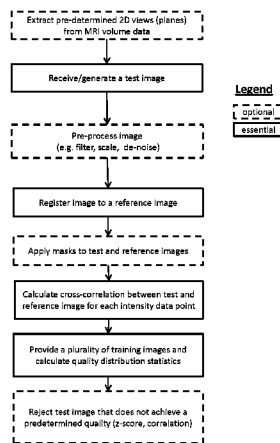 Extract pre-determined 2D views (planes)
from MRI volume data
Receive/generate a test image
Legend
optional
essential
Pre-process image
(e.g. filter, scale, de-noise)
Register image to a reference image
Apply masks to test and reference images
Calculate cross-correlation between test and
reference image for each intensity data point
Provide a plurality of training images and
calculate quality distribution statistics
Reject test image that does not achieve a
predetermined quality (z-score, correlation)